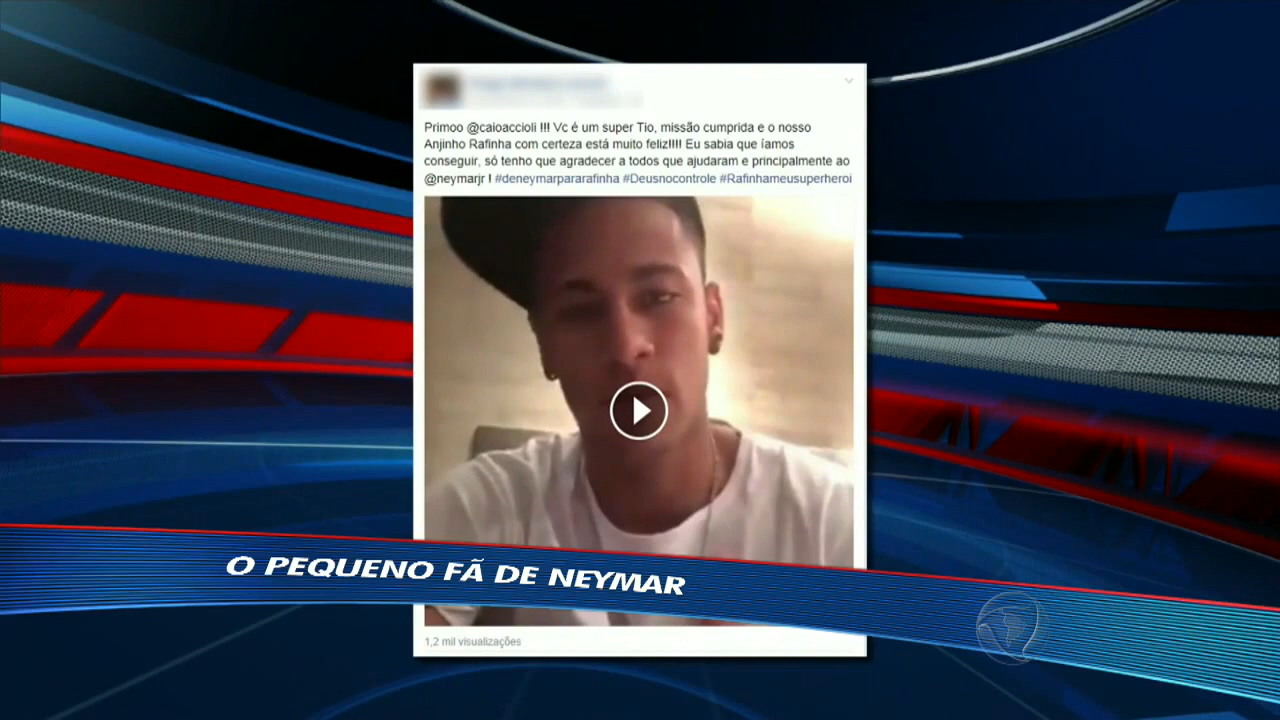 Primoo @caioaccioli !!! Vc é um super Tio, missão cumprida e o nosso
Anjinho Rafinha com certeza está muito feliz!!!! Eu sabia que íamos
conseguir, só tenho que agradecer a todos que ajudaram e principalmente ao
@neymarjr ! #deneymarpararafinha #Deusnocontrole #Rafinhameusuperheroi
O PEQUENO FÃ DE NEYMAR
1,2 mil visualizações